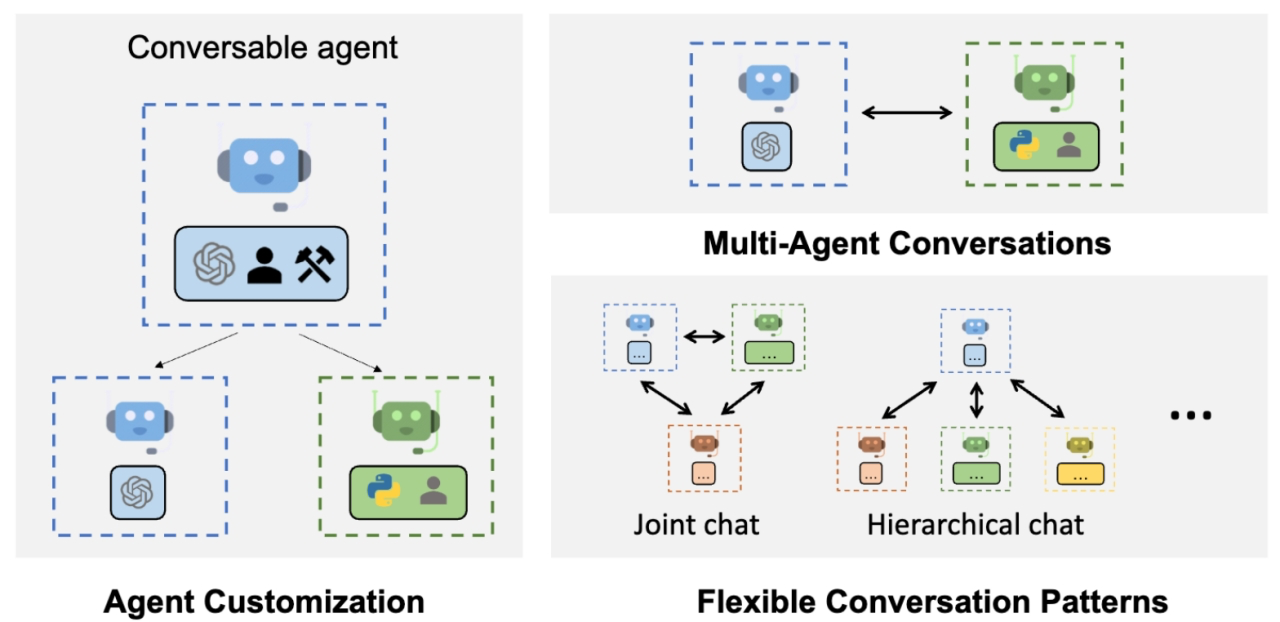 Conversable agent
Agent Customization
Multi-Agent Conversations
...
...
...
Joint chat
...
...
...
...
Hierarchical chat
...
Flexible Conversation Patterns